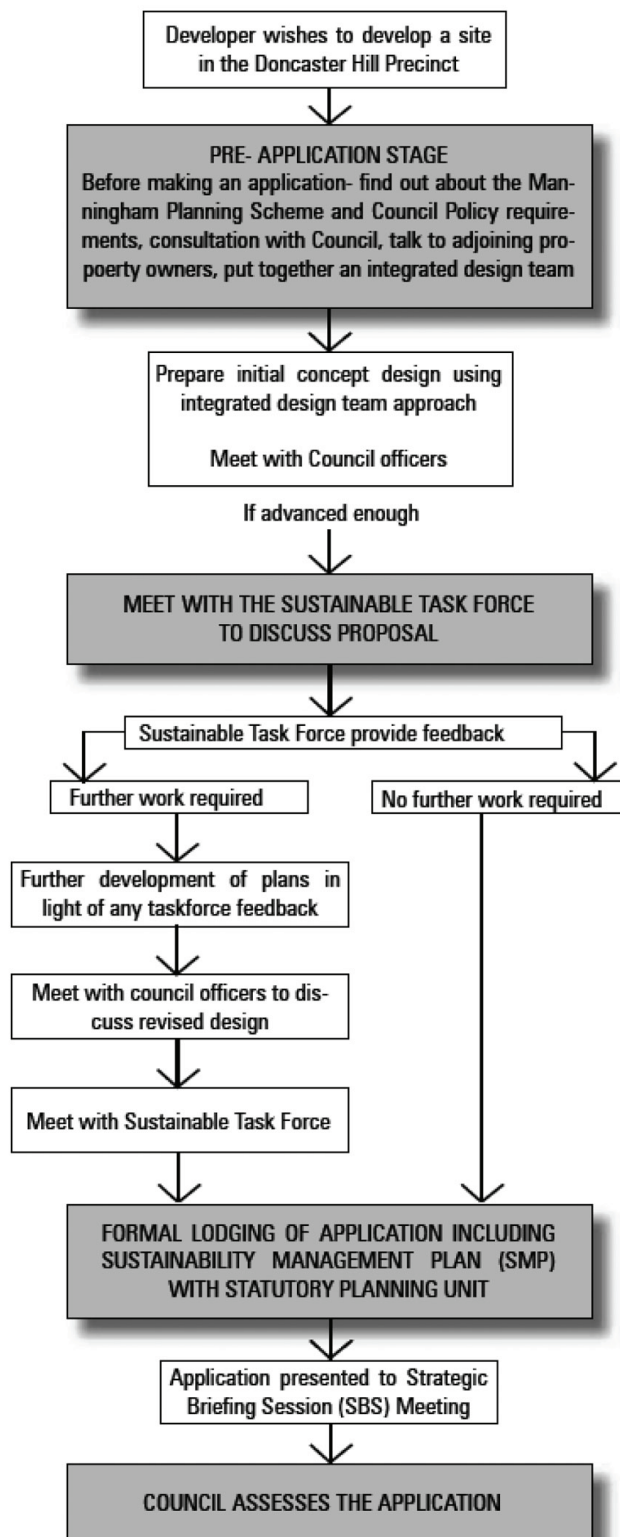 Developer wishes to develop a site
in the Doncaster Hill Precinct
PRE- APPLICATION STAGE
Before making an application- find out about the Man-
ningham Planning Scheme and Council Policy require-
ments, consultation with Council, talk to adjoining pro-
poerty owners, put together an integrated design team
Prepare initial concept design using
integrated design team approach
Meet with Council officers
If advanced enough
MEET WITH THE SUSTAINABLE TASK FORCE
TO DISCUSS PROPOSAL
Sustainable Task Force provide feedback
Further work required
No further work required
Further development of plans in
light of any taskforce feedback
Meet with council officers to dis-
cuss revised design
Meet with Sustainable Task Force
FORMAL LODGING OF APPLICATION INCLUDING
SUSTAINABILITY MANAGEMENT PLAN (SMP)
WITH STATUTORY PLANNING UNIT
Application presented to Strategic
Briefing Session (SBS) Meeting
COUNCIL ASSESSES THE APPLICATION